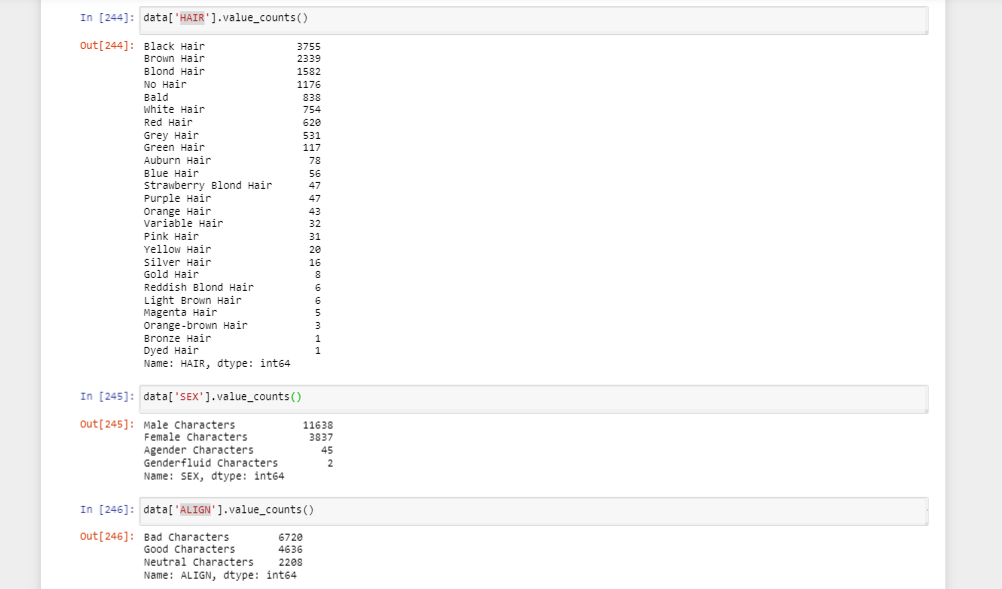 In [244]: data['HAIR'].value_counts()
Out[244]: Black Hair 3755
Brown Hair 2339
Blond Hair 1582
No Hair 1176
Bald 838
White Hair 754
Red Hair 620
Grey Hair 531
Green Hair 117
Auburn Hair 78
Blue Hair 56
Strawberry Blond Hair 47
Purple Hair 47
Orange Hair 43
Variable Hair 32
Pink Hair 31
Yellow Hair 20
Silver Hair 16
Gold Hair 8
Reddish Blond Hair 6
Light Brown Hair 6
Magenta Hair 5
Orange-brown Hair 3
Bronze Hair 1
Dyed Hair 1
Name: HAIR, dtype: int64
In [245]: data['SEX'].value_counts()
Out[245]: Male Characters 11638
Female Characters 3837
Agender Characters 45
Genderfluid Characters 2
Name: SEX, dtype: int64
In [246]: data['ALIGN'].value_counts()
Out[246]: Bad Characters 6720
Good Characters 4636
Neutral Characters 2208
Name: ALIGN, dtype: int64